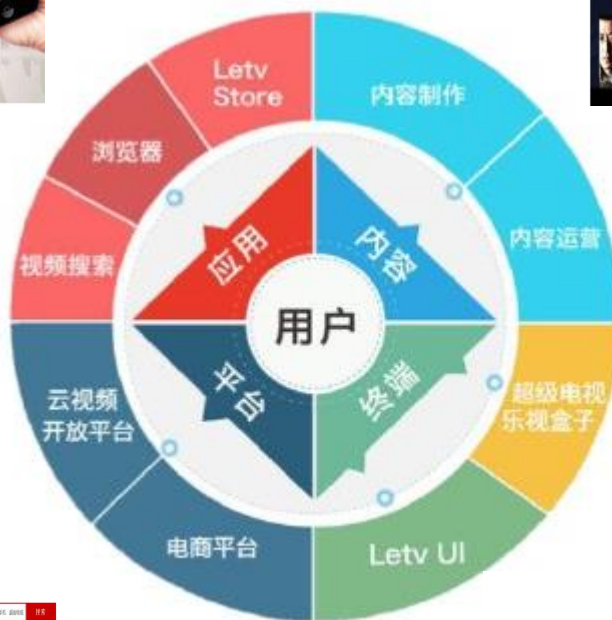 Letv
Store
内容制作
浏览器
内容运营
视频搜索
应用
内容
用户
平台
终端
云视频
开放平台
超级电视
乐视盒子
电商平台
Letv UI